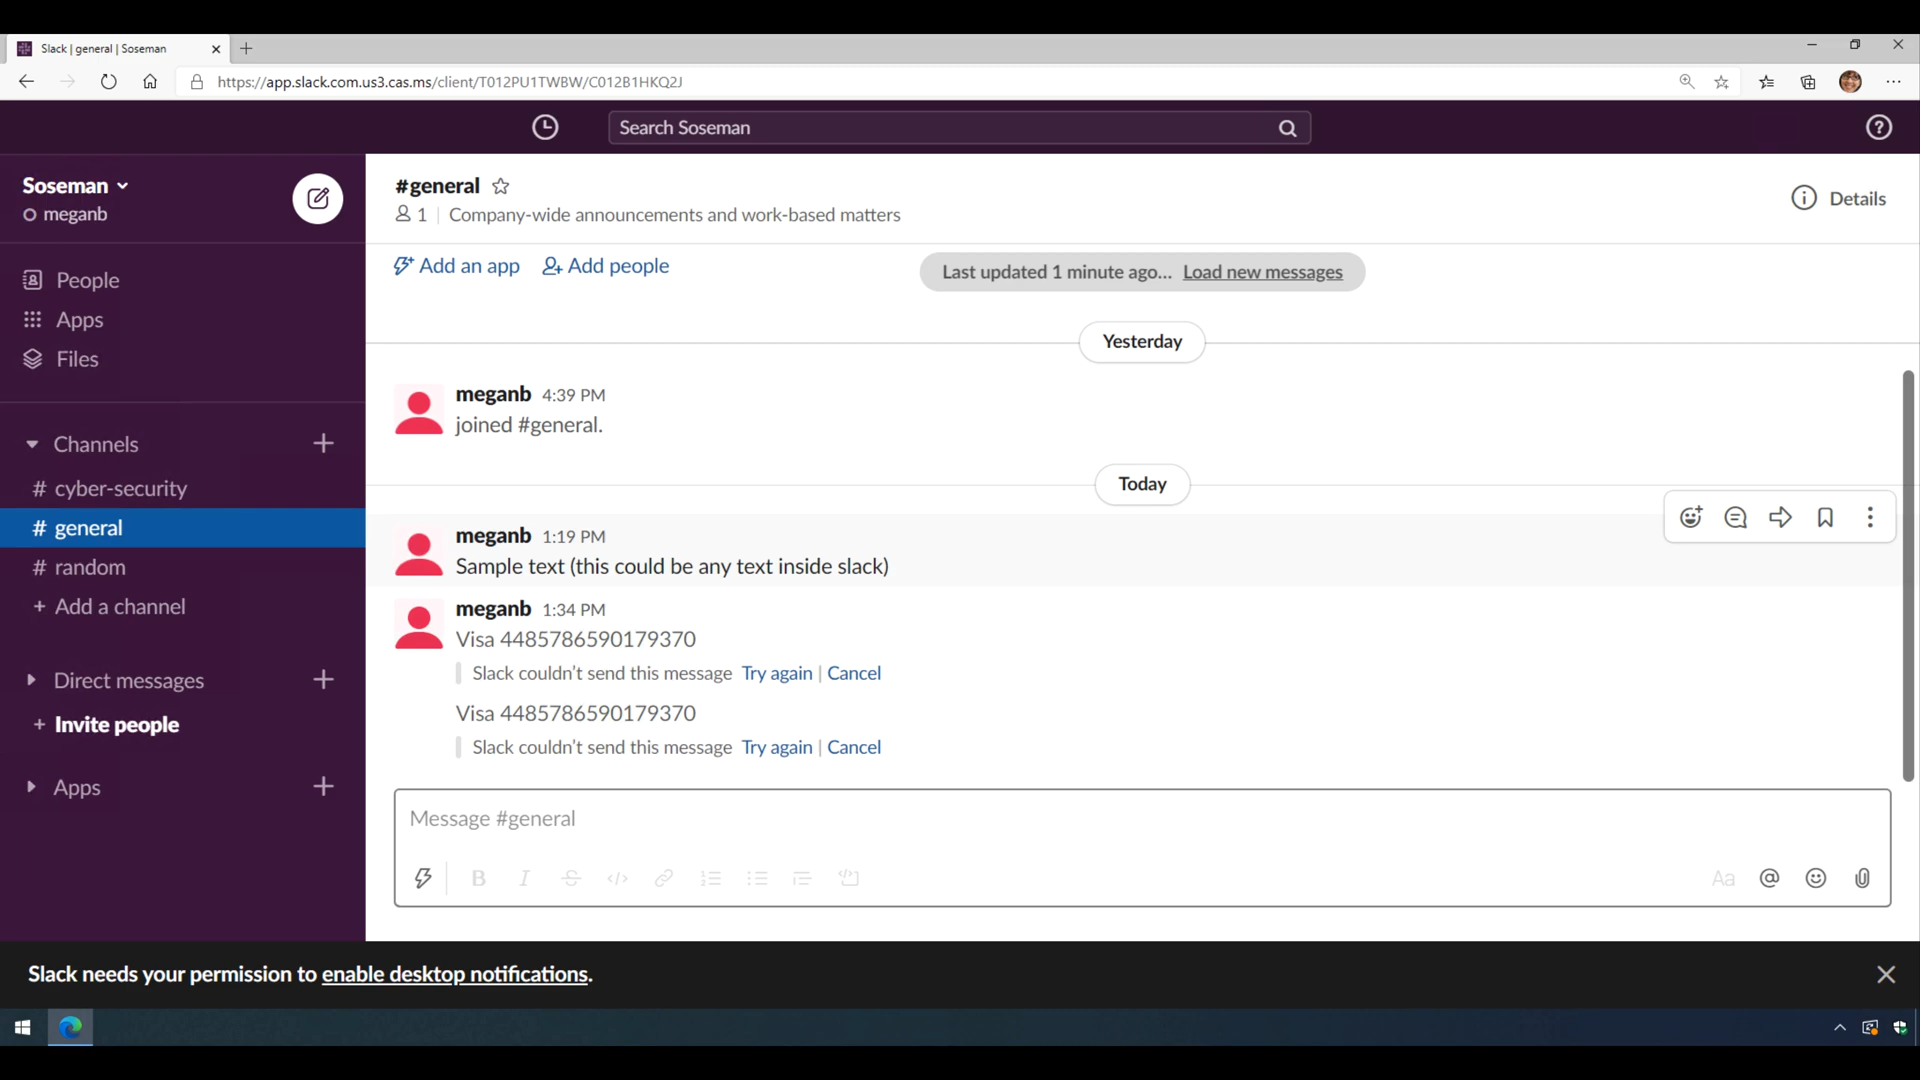 Slack | general | Soseman
https://app.slack.com.us3.cas.ms/client/T012PU1TWBW/C012B1HKQ2J
Search Soseman
Soseman
meganb
People
Apps
Files
Channels
# cyber-security
# general
# random
+ Add a channel
Direct messages
+ Invite people
Apps
#general
1 | Company-wide announcements and work-based matters
Details
Add an app Add people
Last updated 1 minute ago... Load new messages
Yesterday
meganb 4:39 PM
joined #general.
Today
meganb 1:19 PM
Sample text (this could be any text inside slack)
meganb 1:34 PM
Visa 4485786590179370
Slack couldn't send this message Try again | Cancel
Visa 4485786590179370
Slack couldn't send this message Try again | Cancel
Message #general
B I Aa @
Slack needs your permission to enable desktop notifications.